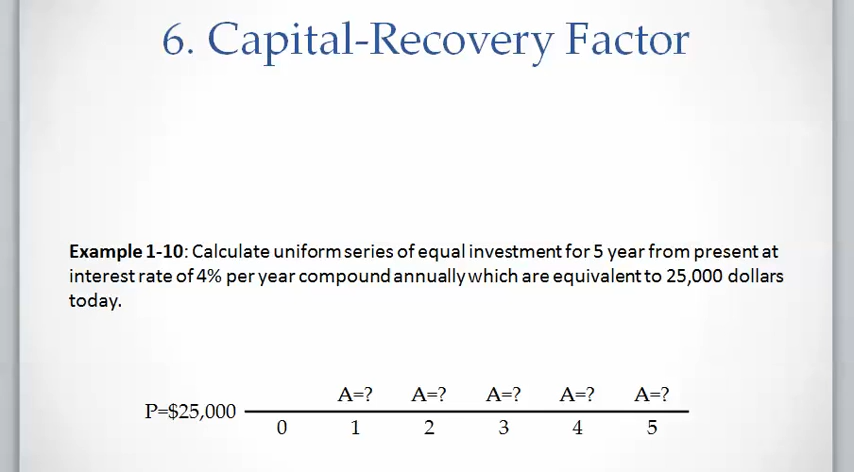 6. Capital-Recovery Factor
Example 1-10: Calculate uniform series of equal investment for 5 year from present at
interest rate of 4% per year compound annually which are equivalent to 25,000 dollars
today.
A=? A=? A=? A=? A=?
P=$25,000
0 1 2 3 4 5